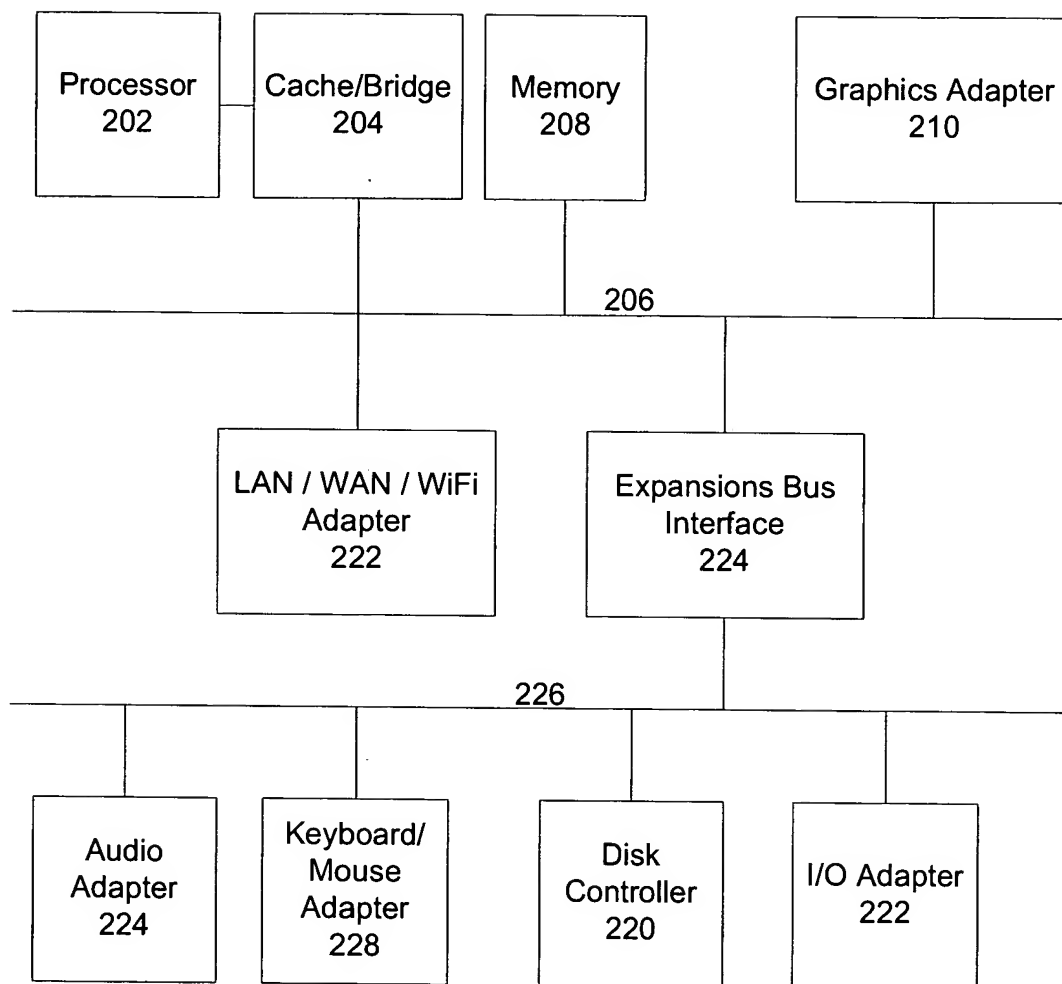 Processor
202
Cache/Bridge
204
Memory
208
Graphics Adapter
210
206
LAN / WAN / WiFi
Adapter
222
Expansions Bus
Interface
224
226
Audio
Adapter
224
Keyboard/
Mouse
Adapter
228
Disk
Controller
220
I/O Adapter
222